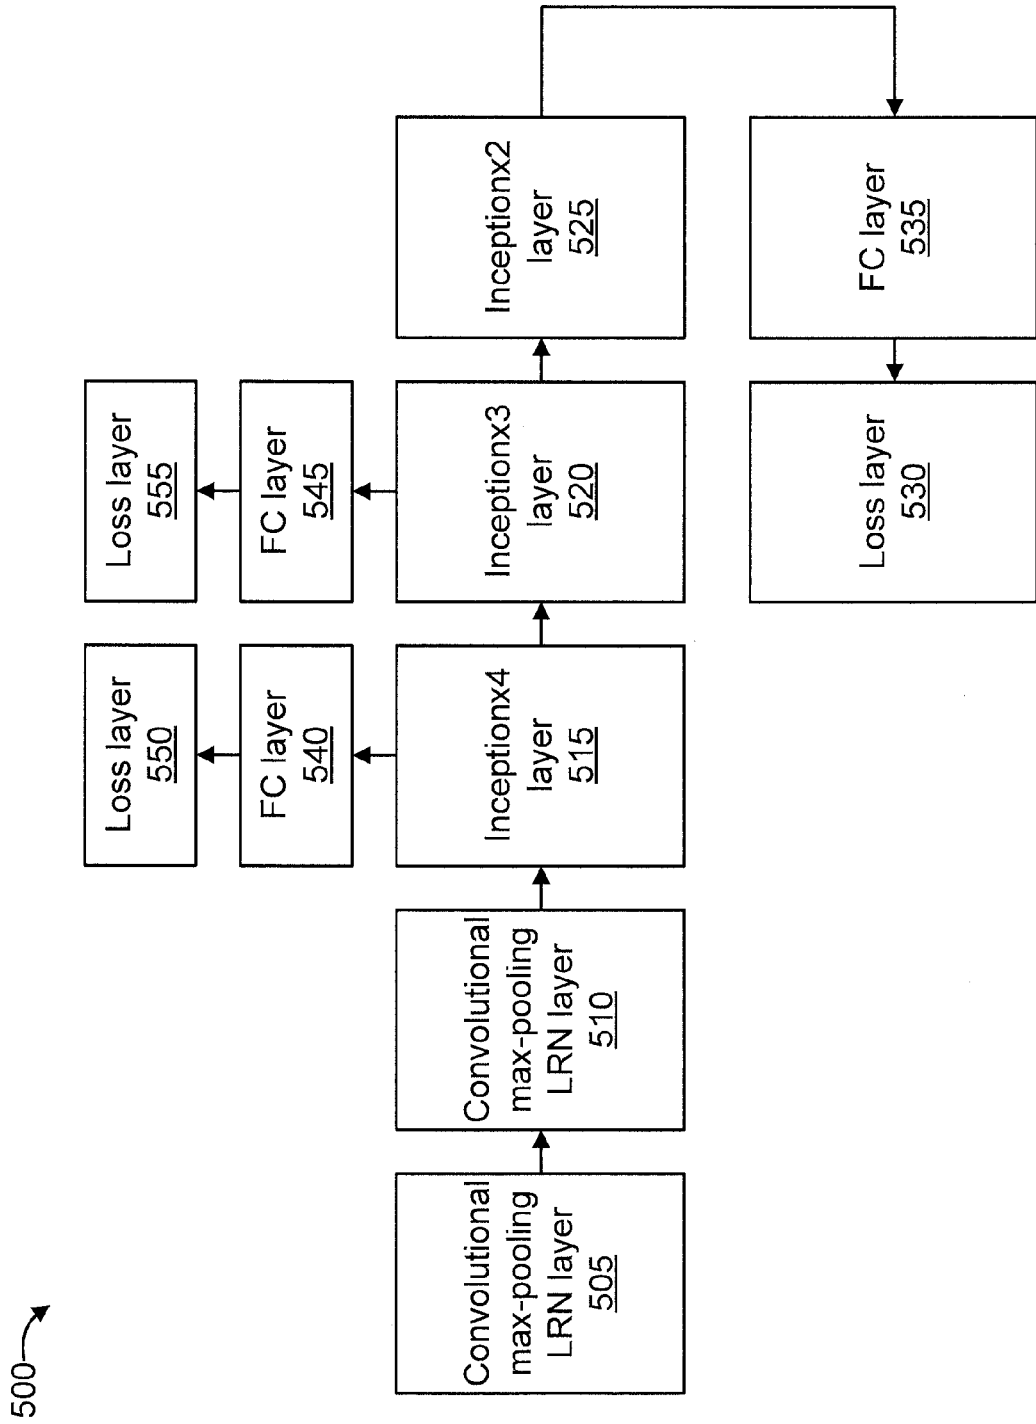 500
Loss layer
550
Loss layer
555
FC layer
540
FC layer
545
Convolutional
max-pooling
LRN layer
505
Convolutional
max-pooling
LRN layer
510
Inceptionx4
layer
515
Inceptionx3
layer
520
Inceptionx2
layer
525
Loss layer
530
FC layer
535